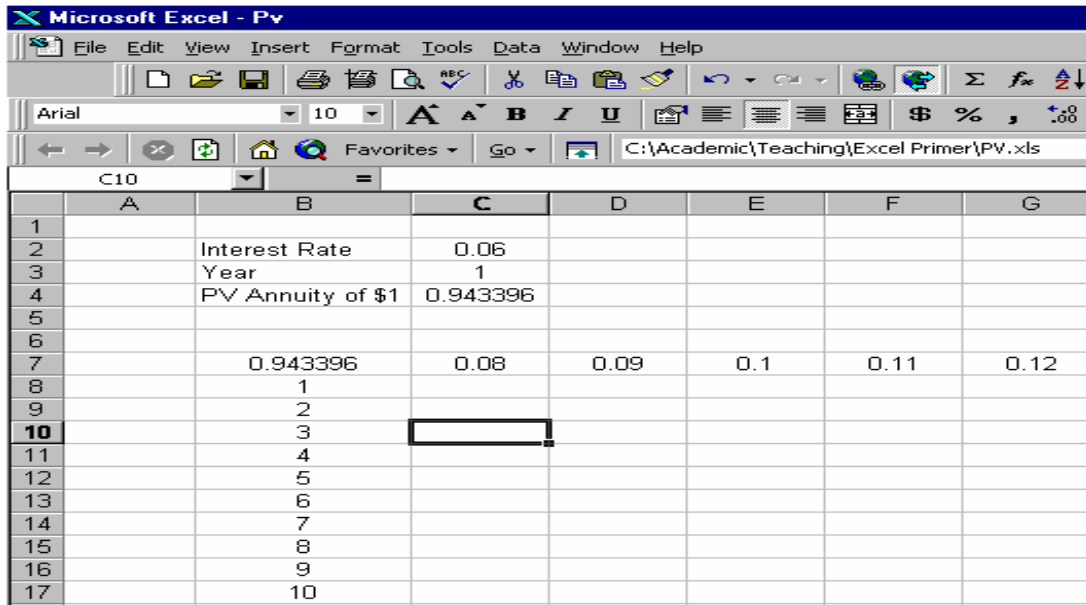 Microsoft Excel - Pv
File Edit View Insert Format Tools Data Window Help
ABC Σ fx
Arial 10 A A B I U $ % ,
Favorites Go C:\Academic\Teaching\Excel Primer\PV.xls
C10 =
A B C D E F G
1
2 Interest Rate 0.06
3 Year 1
4 PV Annuity of $1 0.943396
5
6
7 0.943396 0.08 0.09 0.1 0.11 0.12
8 1
9 2
10 3
11 4
12 5
13 6
14 7
15 8
16 9
17 10